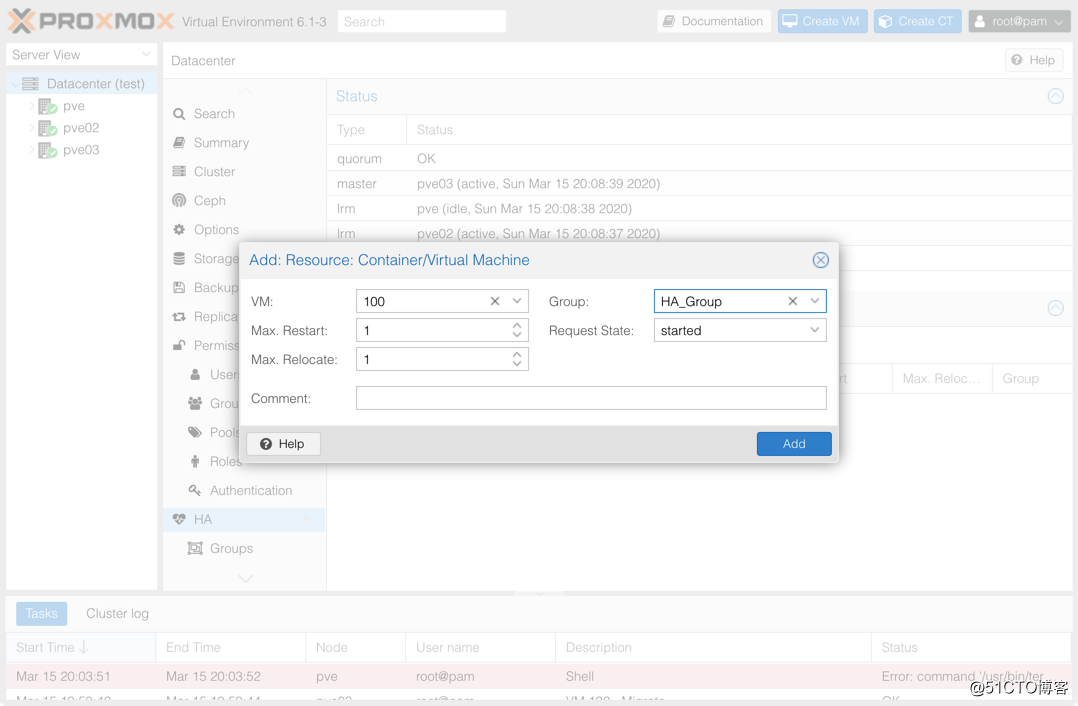 PROXMOX Virtual Environment 6.1-3 Search Documentation Create VM Create CT root@pam
Server View
Datacenter Help
Datacenter (test)
pve
pve02
pve03
Search
Summary
Cluster
Ceph
Options
Storage
Backup
Replica
Permiss
User
Grou
Pools
Roles
Authentication
HA
Groups
Status
Type Status
quorum OK
master pve03 (active, Sun Mar 15 20:08:39 2020)
lrm pve (idle, Sun Mar 15 20:08:38 2020)
lrm pve02 (active, Sun Mar 15 20:08:37 2020)
rt Max. Reloc... Group
Add: Resource: Container/Virtual Machine
VM: 100 Group: HA_Group
Max. Restart: 1 Request State: started
Max. Relocate: 1
Comment:
Help Add
Tasks Cluster log
Start Time End Time Node User name Description Status
Mar 15 20:03:51 Mar 15 20:03:52 pve root@pam Shell Error: command '/usr/bin/ter
@51CTO博客